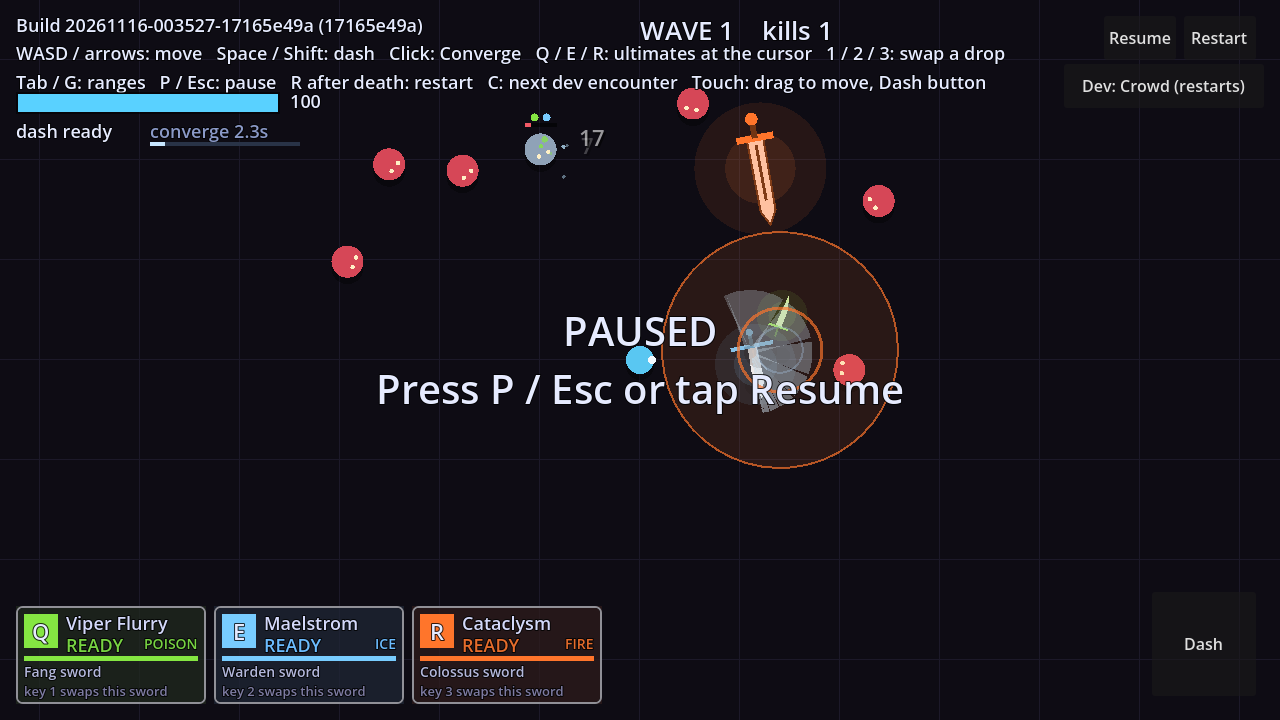 Build 20261116-003527-17165e49a (17165e49a)
WAVE 1 kills 1
Resume
Restart
WASD / arrows: move Space / Shift: dash Click: Converge Q / E / R: ultimates at the cursor 1 / 2 / 3: swap a drop
Tab / G: ranges P / Esc: pause R after death: restart C: next dev encounter Touch: drag to move, Dash button
Dev: Crowd (restarts)
100
dash ready
converge 2.3s
17
PAUSED
Press P / Esc or tap Resume
Q
Viper Flurry
READY
POISON
Fang sword
key 1 swaps this sword
E
Maelstrom
READY
ICE
Warden sword
key 2 swaps this sword
R
Cataclysm
READY
FIRE
Colossus sword
key 3 swaps this sword
Dash